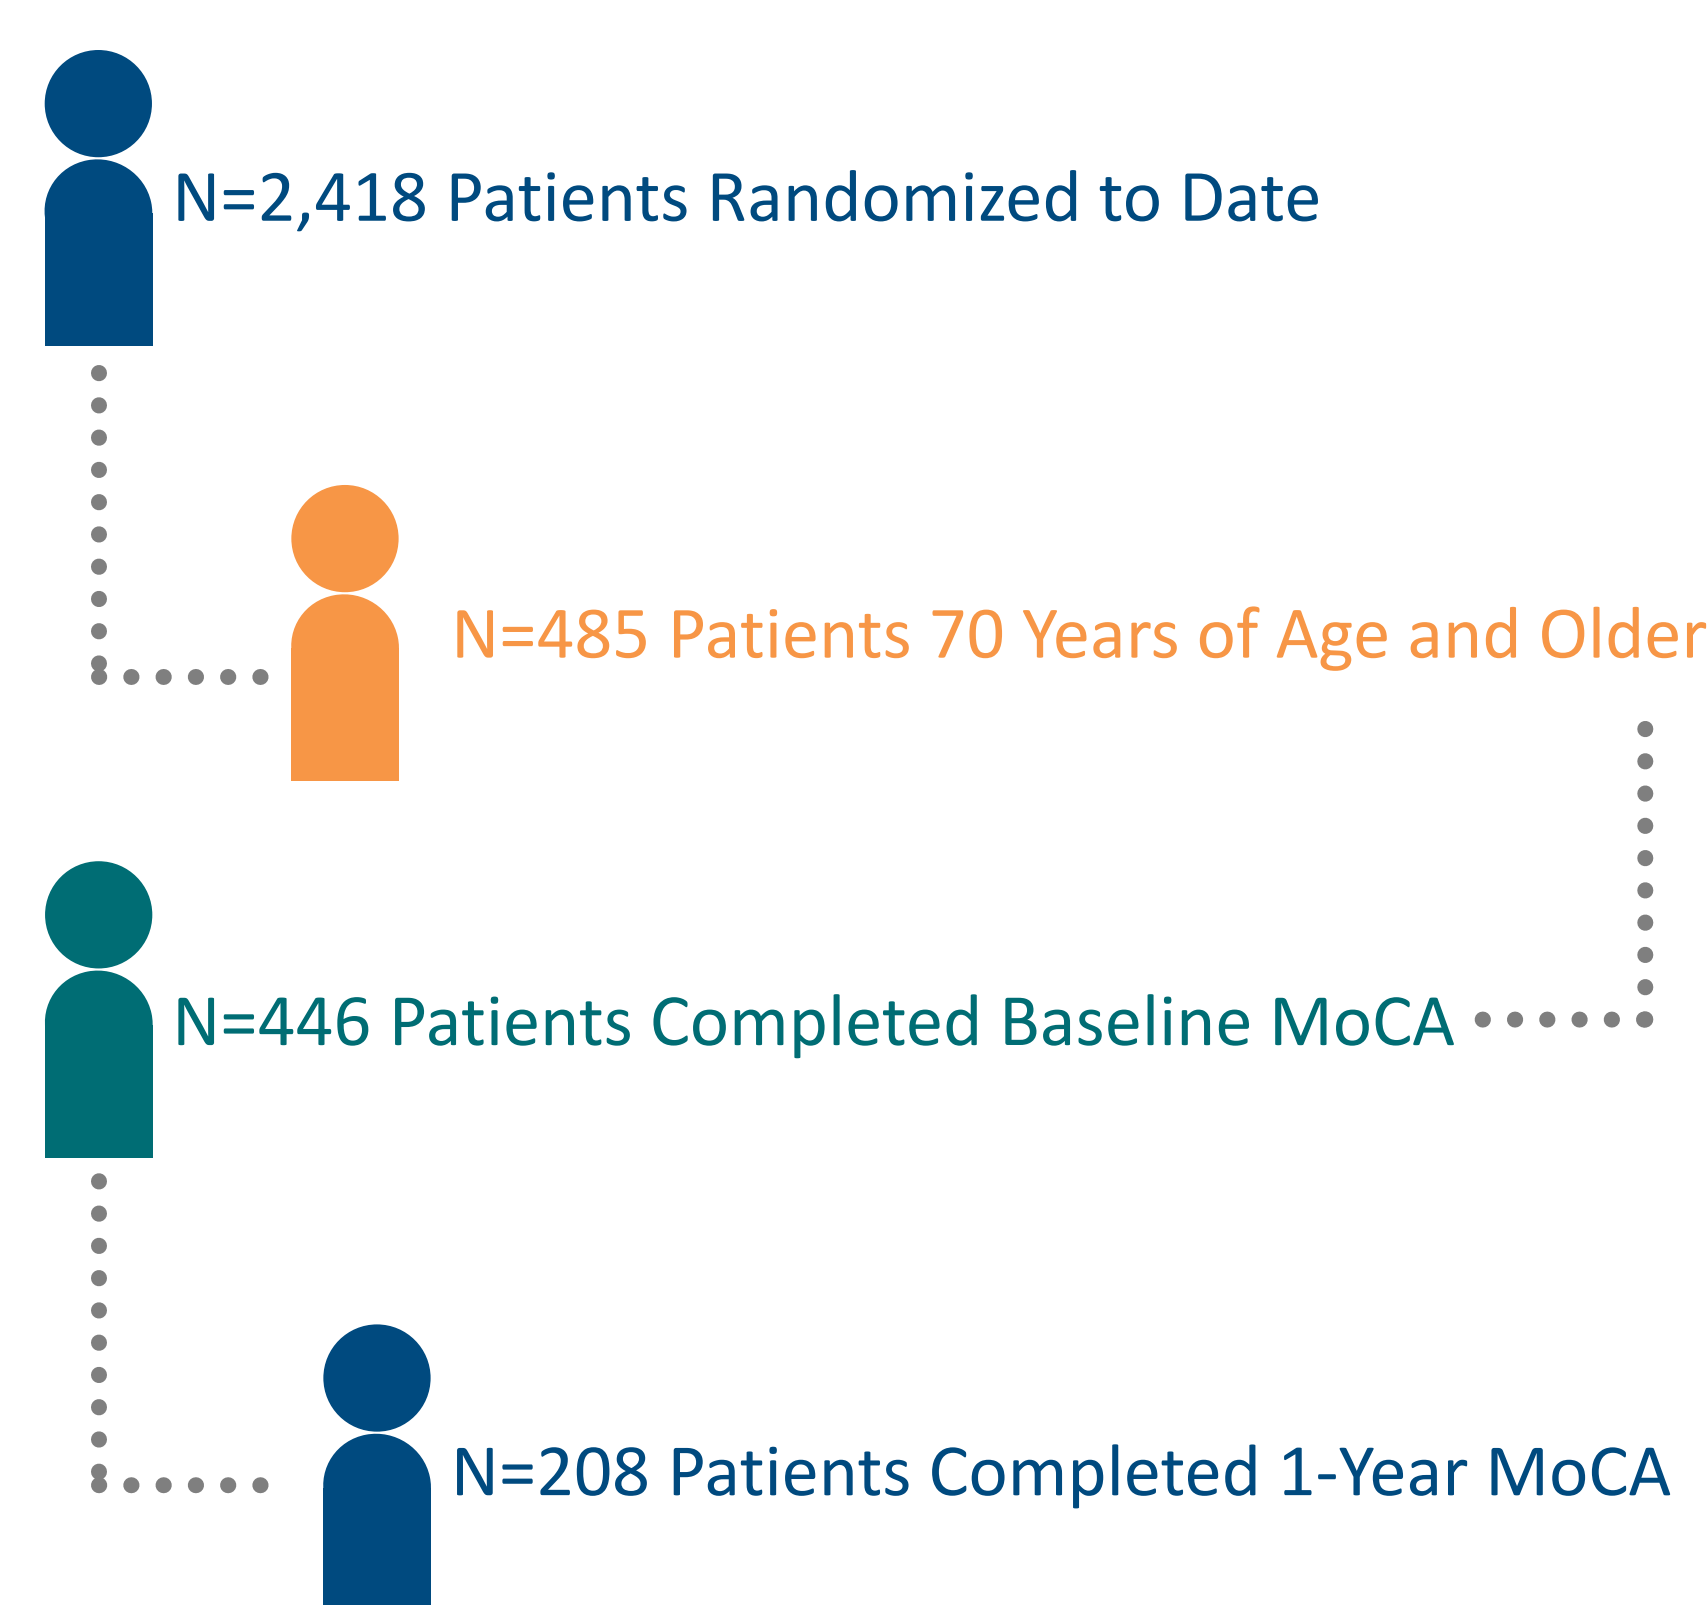 N=2,418 Patients Randomized to Date
N=485 Patients 70 Years of Age and Older
N=446 Patients Completed Baseline MoCA
N=208 Patients Completed 1-Year MoCA